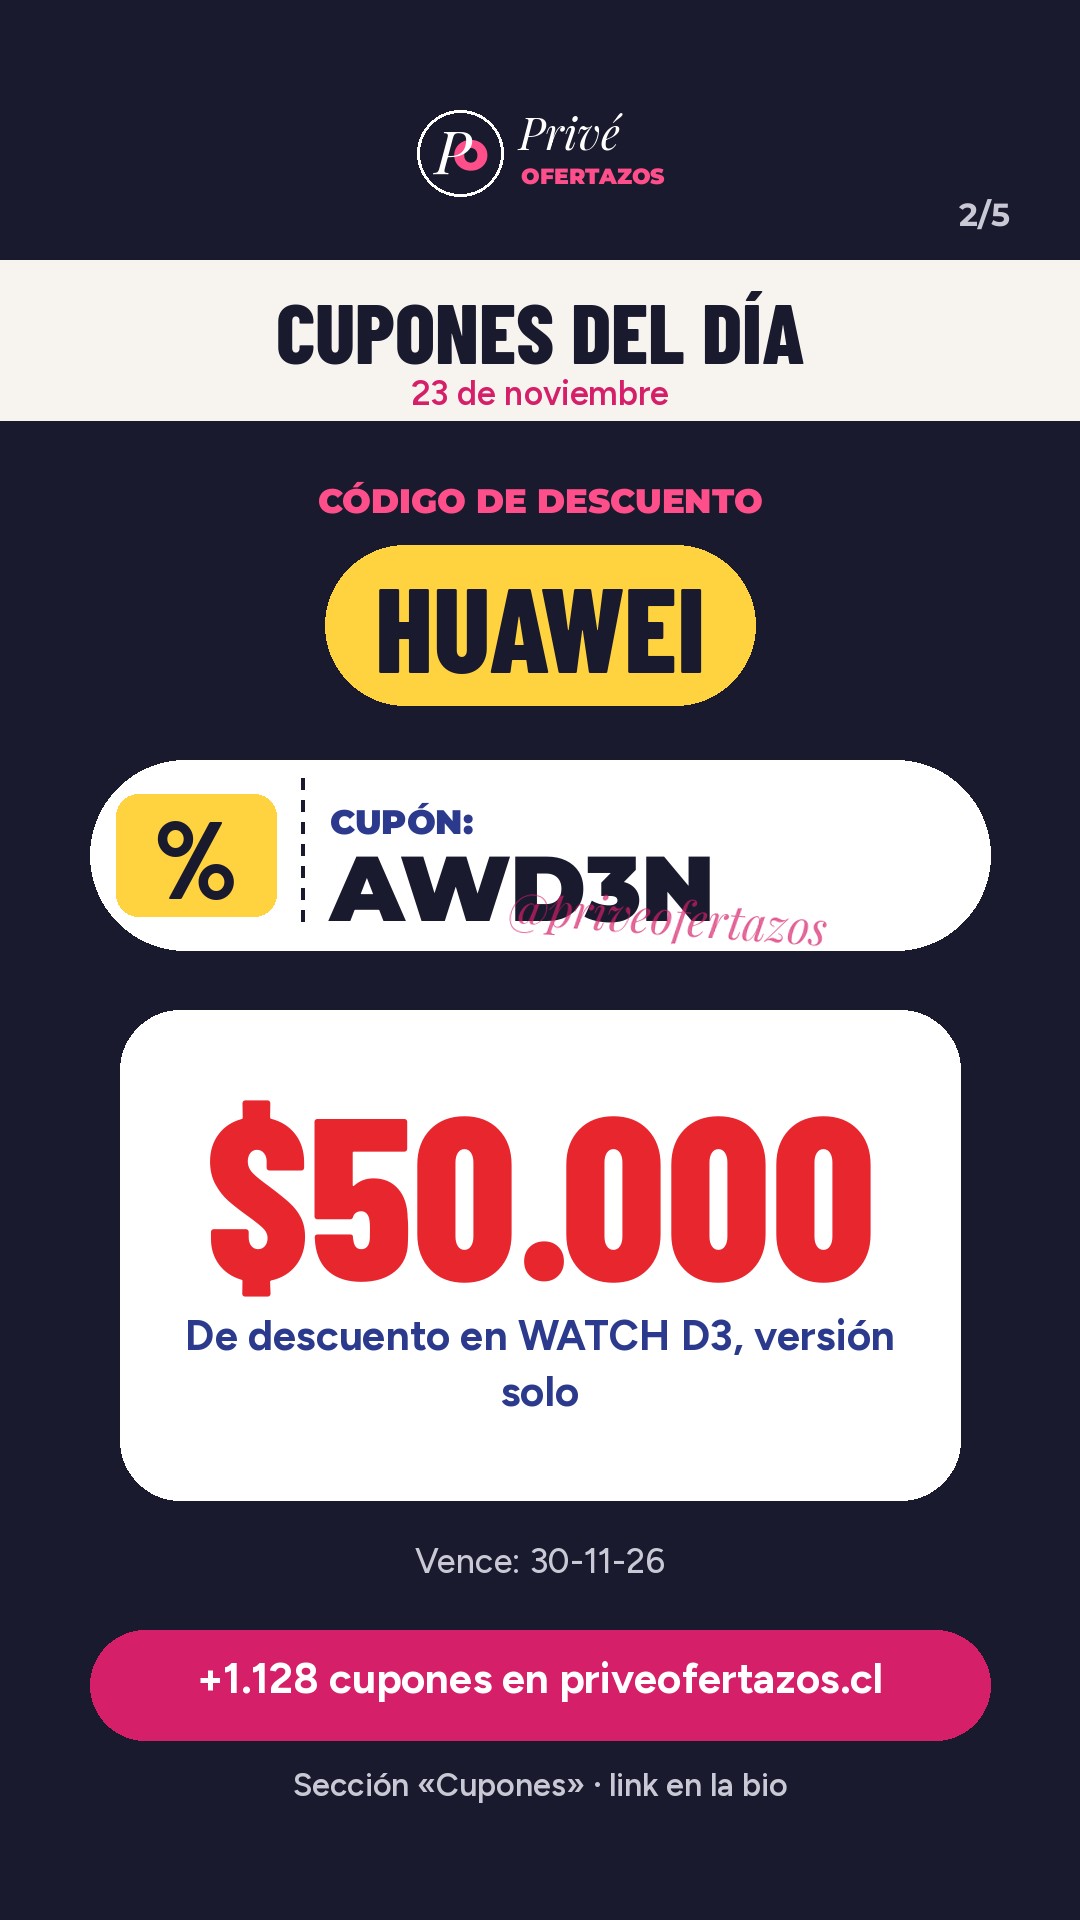 Po Privé
OFERTAZOS
2/5
CUPONES DEL DÍA
23 de noviembre
CÓDIGO DE DESCUENTO
HUAWEI
%
CUPÓN:
AWD3N
@priveofertazos
$50.000
De descuento en WATCH D3, versión
solo
Vence: 30-11-26
+1.128 cupones en priveofertazos.cl
Sección «Cupones» · link en la bio